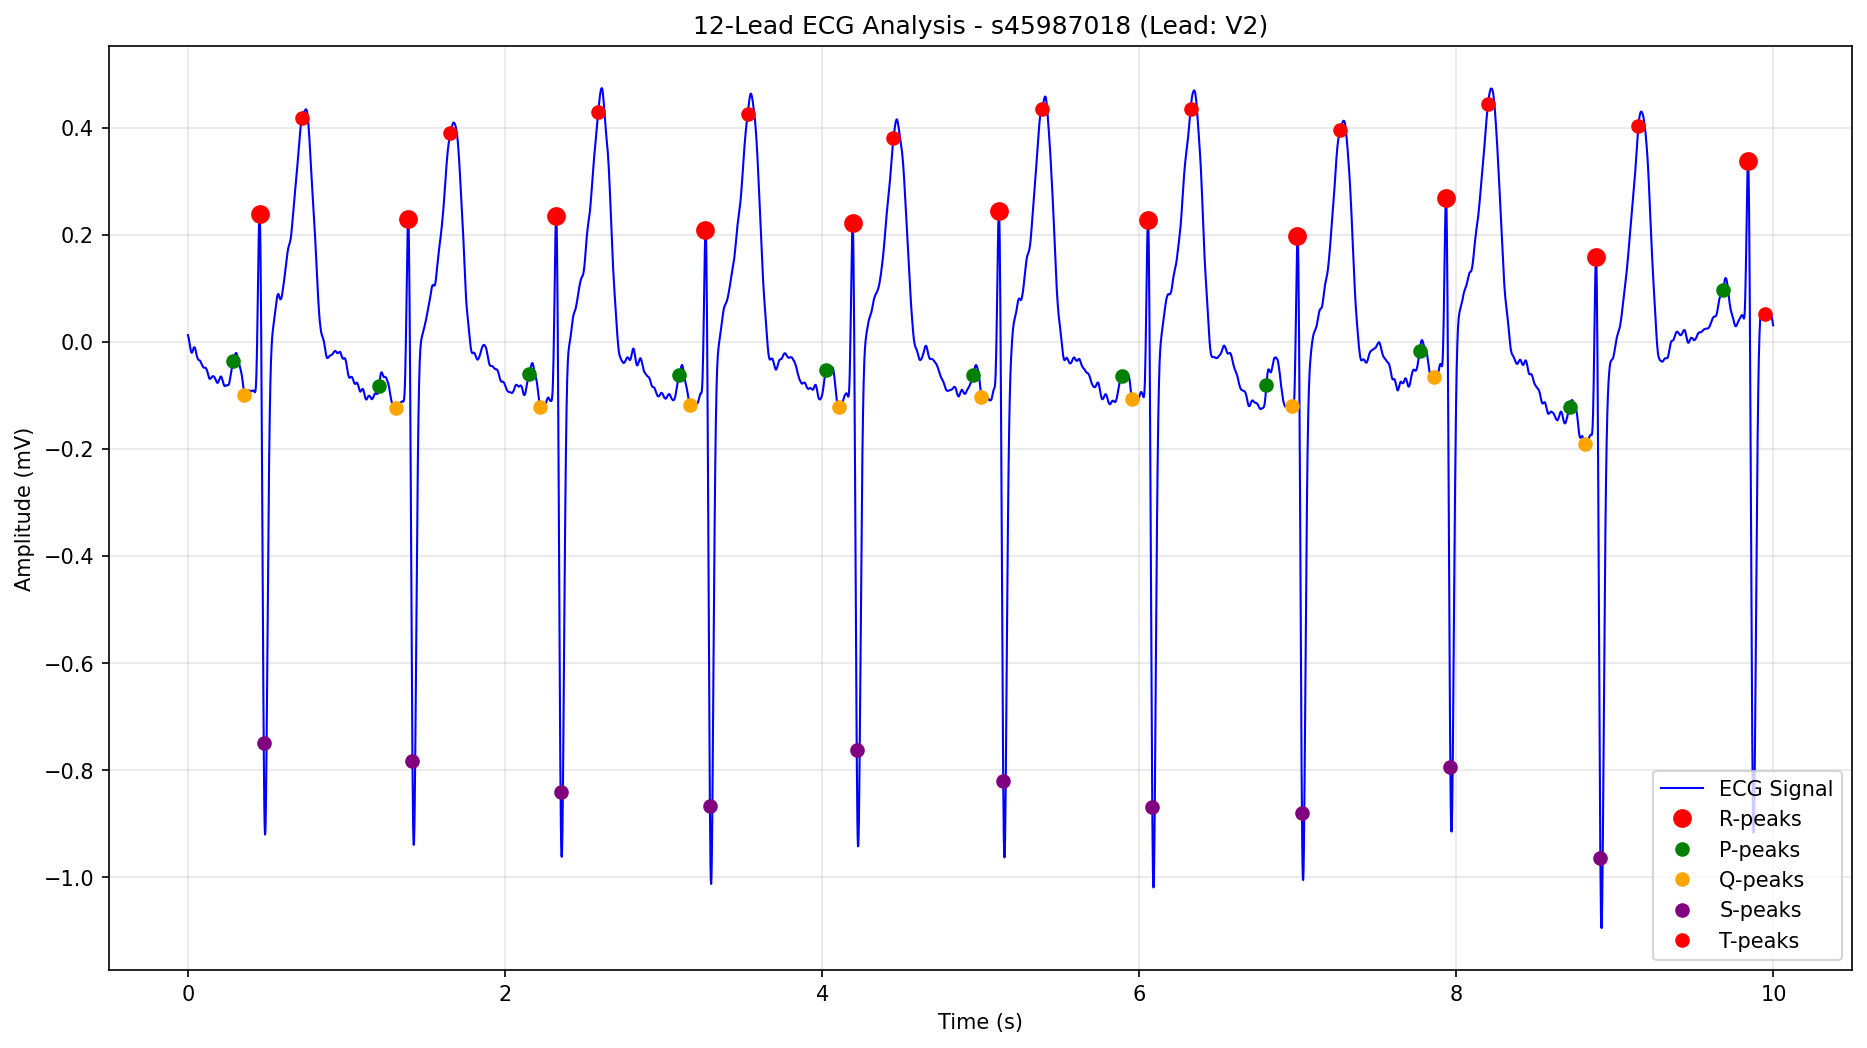 12-Lead ECG Analysis - s45987018 (Lead: V2)
Amplitude (mV)
0.4
0.2
0.0
−0.2
−0.4
−0.6
−0.8
−1.0
ECG Signal
R-peaks
P-peaks
Q-peaks
S-peaks
T-peaks
0 2 4 6 8 10
Time (s)